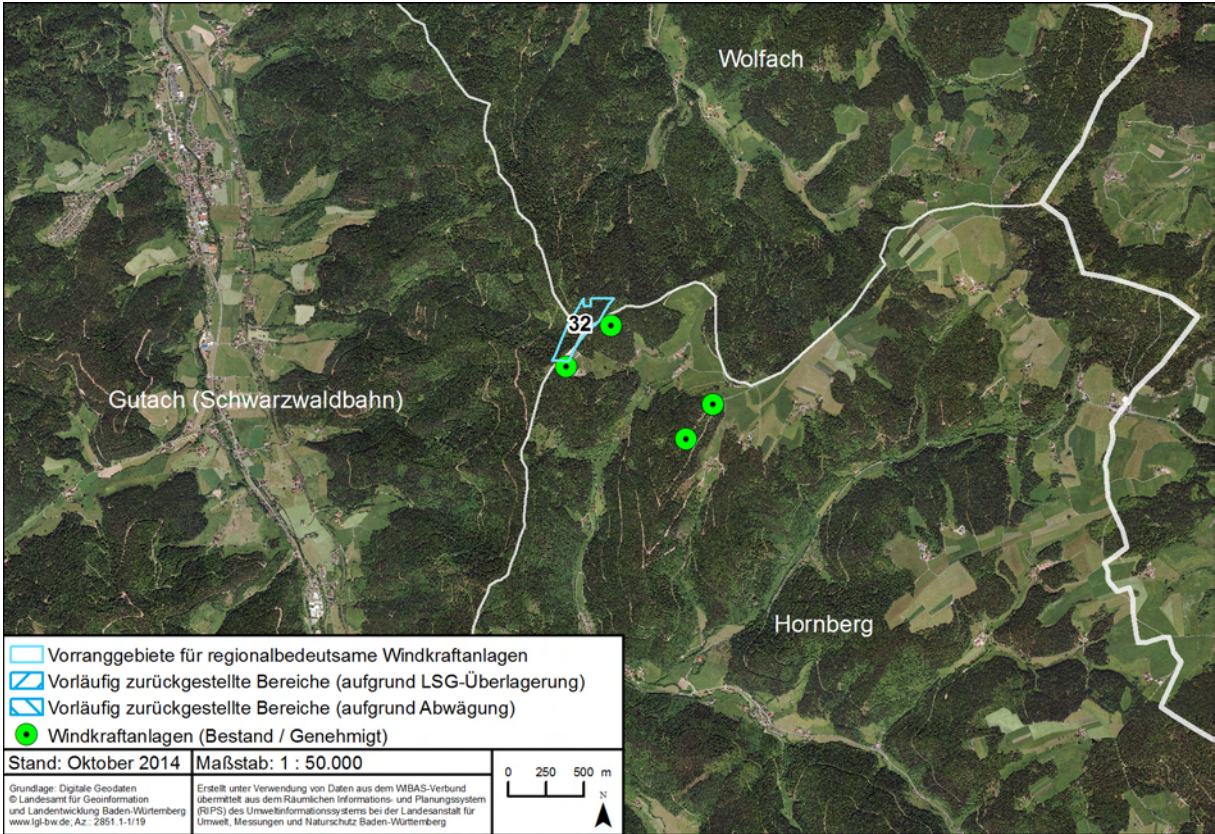 Wolfach
32
Gutach (Schwarzwaldbahn)
Hornberg
Vorranggebiete für regionalbedeutsame Windkraftanlagen
Vorläufig zurückgestellte Bereiche (aufgrund LSG-Überlagerung)
Vorläufig zurückgestellte Bereiche (aufgrund Abwägung)
Windkraftanlagen (Bestand / Genehmigt)
Stand: Oktober 2014
Maßstab: 1 : 50.000
0 250 500 m
N
Grundlage: Digitale Geodaten
© Landesamt für Geoinformation
und Landentwicklung Baden-Würtemberg
www.lgl-bw.de; Az.: 2851.1-1/19
Erstellt unter Verwendung von Daten aus dem WIBAS-Verbund
übermittelt aus dem Räumlichen Informations- und Planungssystem
(RIPS) des Umweltinformationssystems bei der Landesanstalt für
Umwelt, Messungen und Naturschutz Baden-Württemberg